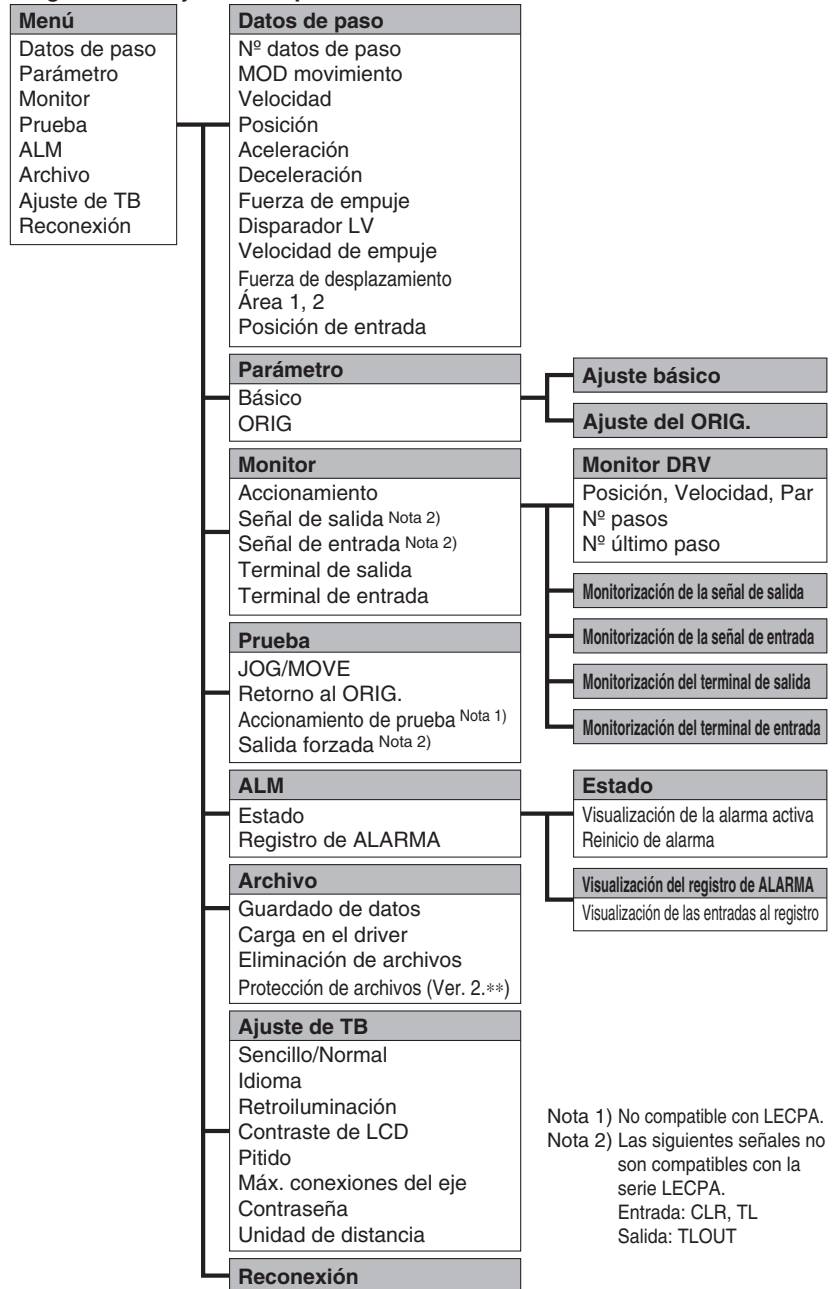 Menú
Datos de paso
Parámetro
Monitor
Prueba
ALM
Archivo
Ajuste de TB
Reconexión
Datos de paso
Nº datos de paso
MOD movimiento
Velocidad
Posición
Aceleración
Deceleración
Fuerza de empuje
Disparador LV
Velocidad de empuje
Fuerza de desplazamiento
Área 1, 2
Posición de entrada
Parámetro
Básico
ORIG
Ajuste básico
Ajuste del ORIG.
Monitor
Accionamiento
Señal de salida Nota 2)
Señal de entrada Nota 2)
Terminal de salida
Terminal de entrada
Monitor DRV
Posición, Velocidad, Par
Nº pasos
Nº último paso
Monitorización de la señal de salida
Monitorización de la señal de entrada
Monitorización del terminal de salida
Monitorización del terminal de entrada
Prueba
JOG/MOVE
Retorno al ORIG.
Accionamiento de prueba Nota 1)
Salida forzada Nota 2)
ALM
Estado
Registro de ALARMA
Estado
Visualización de la alarma activa
Reinicio de alarma
Visualización del registro de ALARMA
Visualización de las entradas al registro
Archivo
Guardado de datos
Carga en el driver
Eliminación de archivos
Protección de archivos (Ver. 2.**)
Ajuste de TB
Sencillo/Normal
Idioma
Retroiluminación
Contraste de LCD
Pitido
Máx. conexiones del eje
Contraseña
Unidad de distancia
Reconexión
Nota 1) No compatible con LECPA.
Nota 2) Las siguientes señales no
son compatibles con la
serie LECPA.
Entrada: CLR, TL
Salida: TLOUT